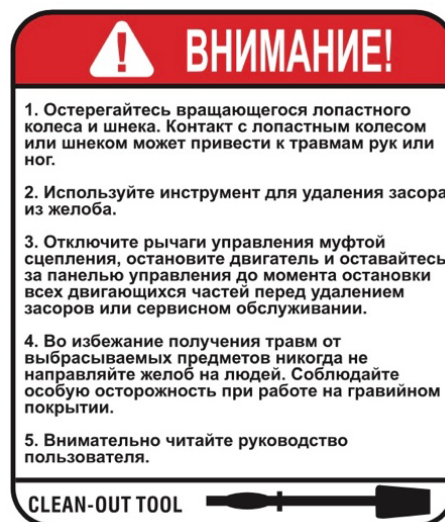 ВНИМАНИЕ!
1. Остерегайтесь вращающегося лопастного
колеса и шнека. Контакт с лопастным колесом
или шнеком может привести к травмам рук или
ног.
2. Используйте инструмент для удаления засора
из желоба.
3. Отключите рычаги управления муфтой
сцепления, остановите двигатель и оставайтесь
за панелью управления до момента остановки
всех двигающихся частей перед удалением
засоров или сервисном обслуживании.
4. Во избежание получения травм от
выбрасываемых предметов никогда не
направляйте желоб на людей. Соблюдайте
особую осторожность при работе на гравийном
покрытии.
5. Внимательно читайте руководство
пользователя.
CLEAN-OUT TOOL